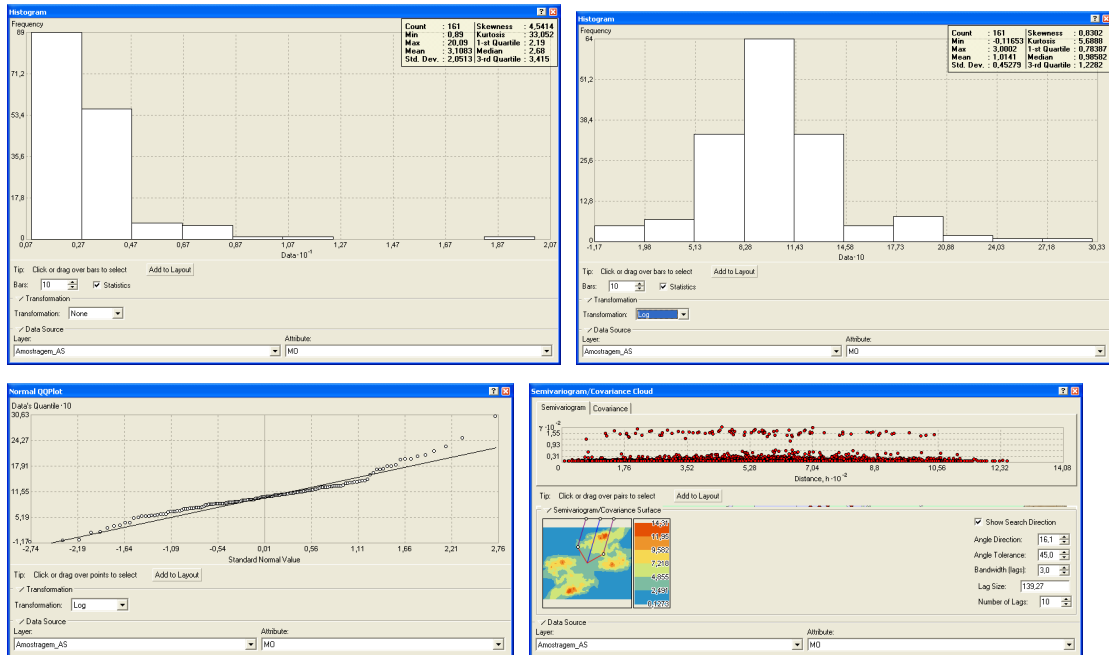 Histogram
Frequency
Count : 161 Skewness : 4,5414
Min : 0,89 Kurtosis : 33,052
Max : 20,09 1-st Quartile : 2,19
Mean : 3,1083 Median : 2,68
Std. Dev. : 2,0513 3-rd Quartile : 3,415
89
71,2
53,4
35,6
17,8
0
0,07 0,27 0,47 0,67 0,87 1,07 1,27 1,47 1,67 1,87 2,07
Data·10⁻¹
Tip: Click or drag over bars to select Add to Layout
Bars: 10 Statistics
Transformation
Transformation: None
Data Source
Layer: Attribute:
Amostragem_AS MO
Histogram
Frequency
Count : 161 Skewness : 0,8302
Min : -0,11653 Kurtosis : 5,6888
Max : 3,0002 1-st Quartile : 0,78387
Mean : 1,0141 Median : 0,98582
Std. Dev. : 0,45279 3-rd Quartile : 1,2282
64
51,2
38,4
25,6
12,8
0
-1,17 1,98 5,13 8,28 11,43 14,58 17,73 20,88 24,03 27,18 30,33
Data·10
Tip: Click or drag over bars to select Add to Layout
Bars: 10 Statistics
Transformation
Transformation: Log
Data Source
Layer: Attribute:
Amostragem_AS MO
Normal QQPlot
Data's Quantile·10
30,63
24,27
17,91
11,55
5,19
-1,17
-2,74 -2,19 -1,64 -1,09 -0,54 0,01 0,56 1,11 1,66 2,21 2,76
Standard Normal Value
Tip: Click or drag over points to select Add to Layout
Transformation
Transformation: Log
Data Source
Layer: Attribute:
Amostragem_AS MO
Semivariogram/Covariance Cloud
Semivariogram Covariance
γ·10⁻²
1,55
0,93
0,31
0 1,76 3,52 5,28 7,04 8,8 10,56 12,32 14,08
Distance, h·10⁻²
Tip: Click or drag over pairs to select Add to Layout
Semivariogram/Covariance Surface
14,31
11,95
9,582
7,218
4,855
2,491
0,1273
Show Search Direction
Angle Direction: 16,1
Angle Tolerance: 45,0
Bandwidth (lags): 3,0
Lag Size: 139,27
Number of Lags: 10
Data Source
Layer: Attribute:
Amostragem_AS MO